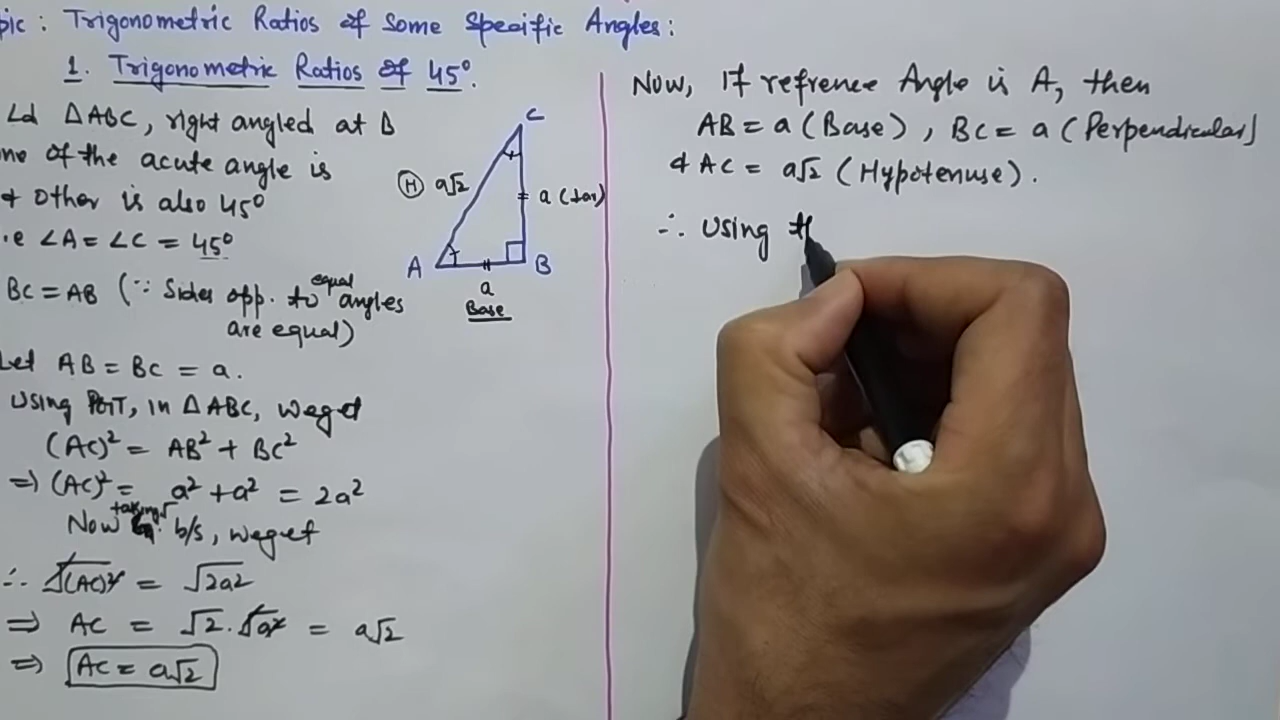 pic: Trigonometric Ratios of Some Specific Angles:
1. Trigonometric Ratios of 45°.
Let ΔABC, right angled at B
ne of the acute angle is
& Other is also 45°
.e ∠A = ∠C = 45°
BC = AB (∵ Sides opp. to equal angles
are equal)
Let AB = BC = a.
Using PGT, in ΔABC, we get
(AC)² = AB² + BC²
⇒ (AC)² = a² + a² = 2a²
Now taking √ b/s, we get
∴ √(AC)² = √2a²
⇒ AC = √2 . √a² = a√2
⇒ AC = a√2
C
H a√2
a (tar)
A
B
a
Base
Now, If refrence Angle is A, then
AB = a (Base), BC = a (Perpendicular)
& AC = a√2 (Hypotenuse).
∴ Using th